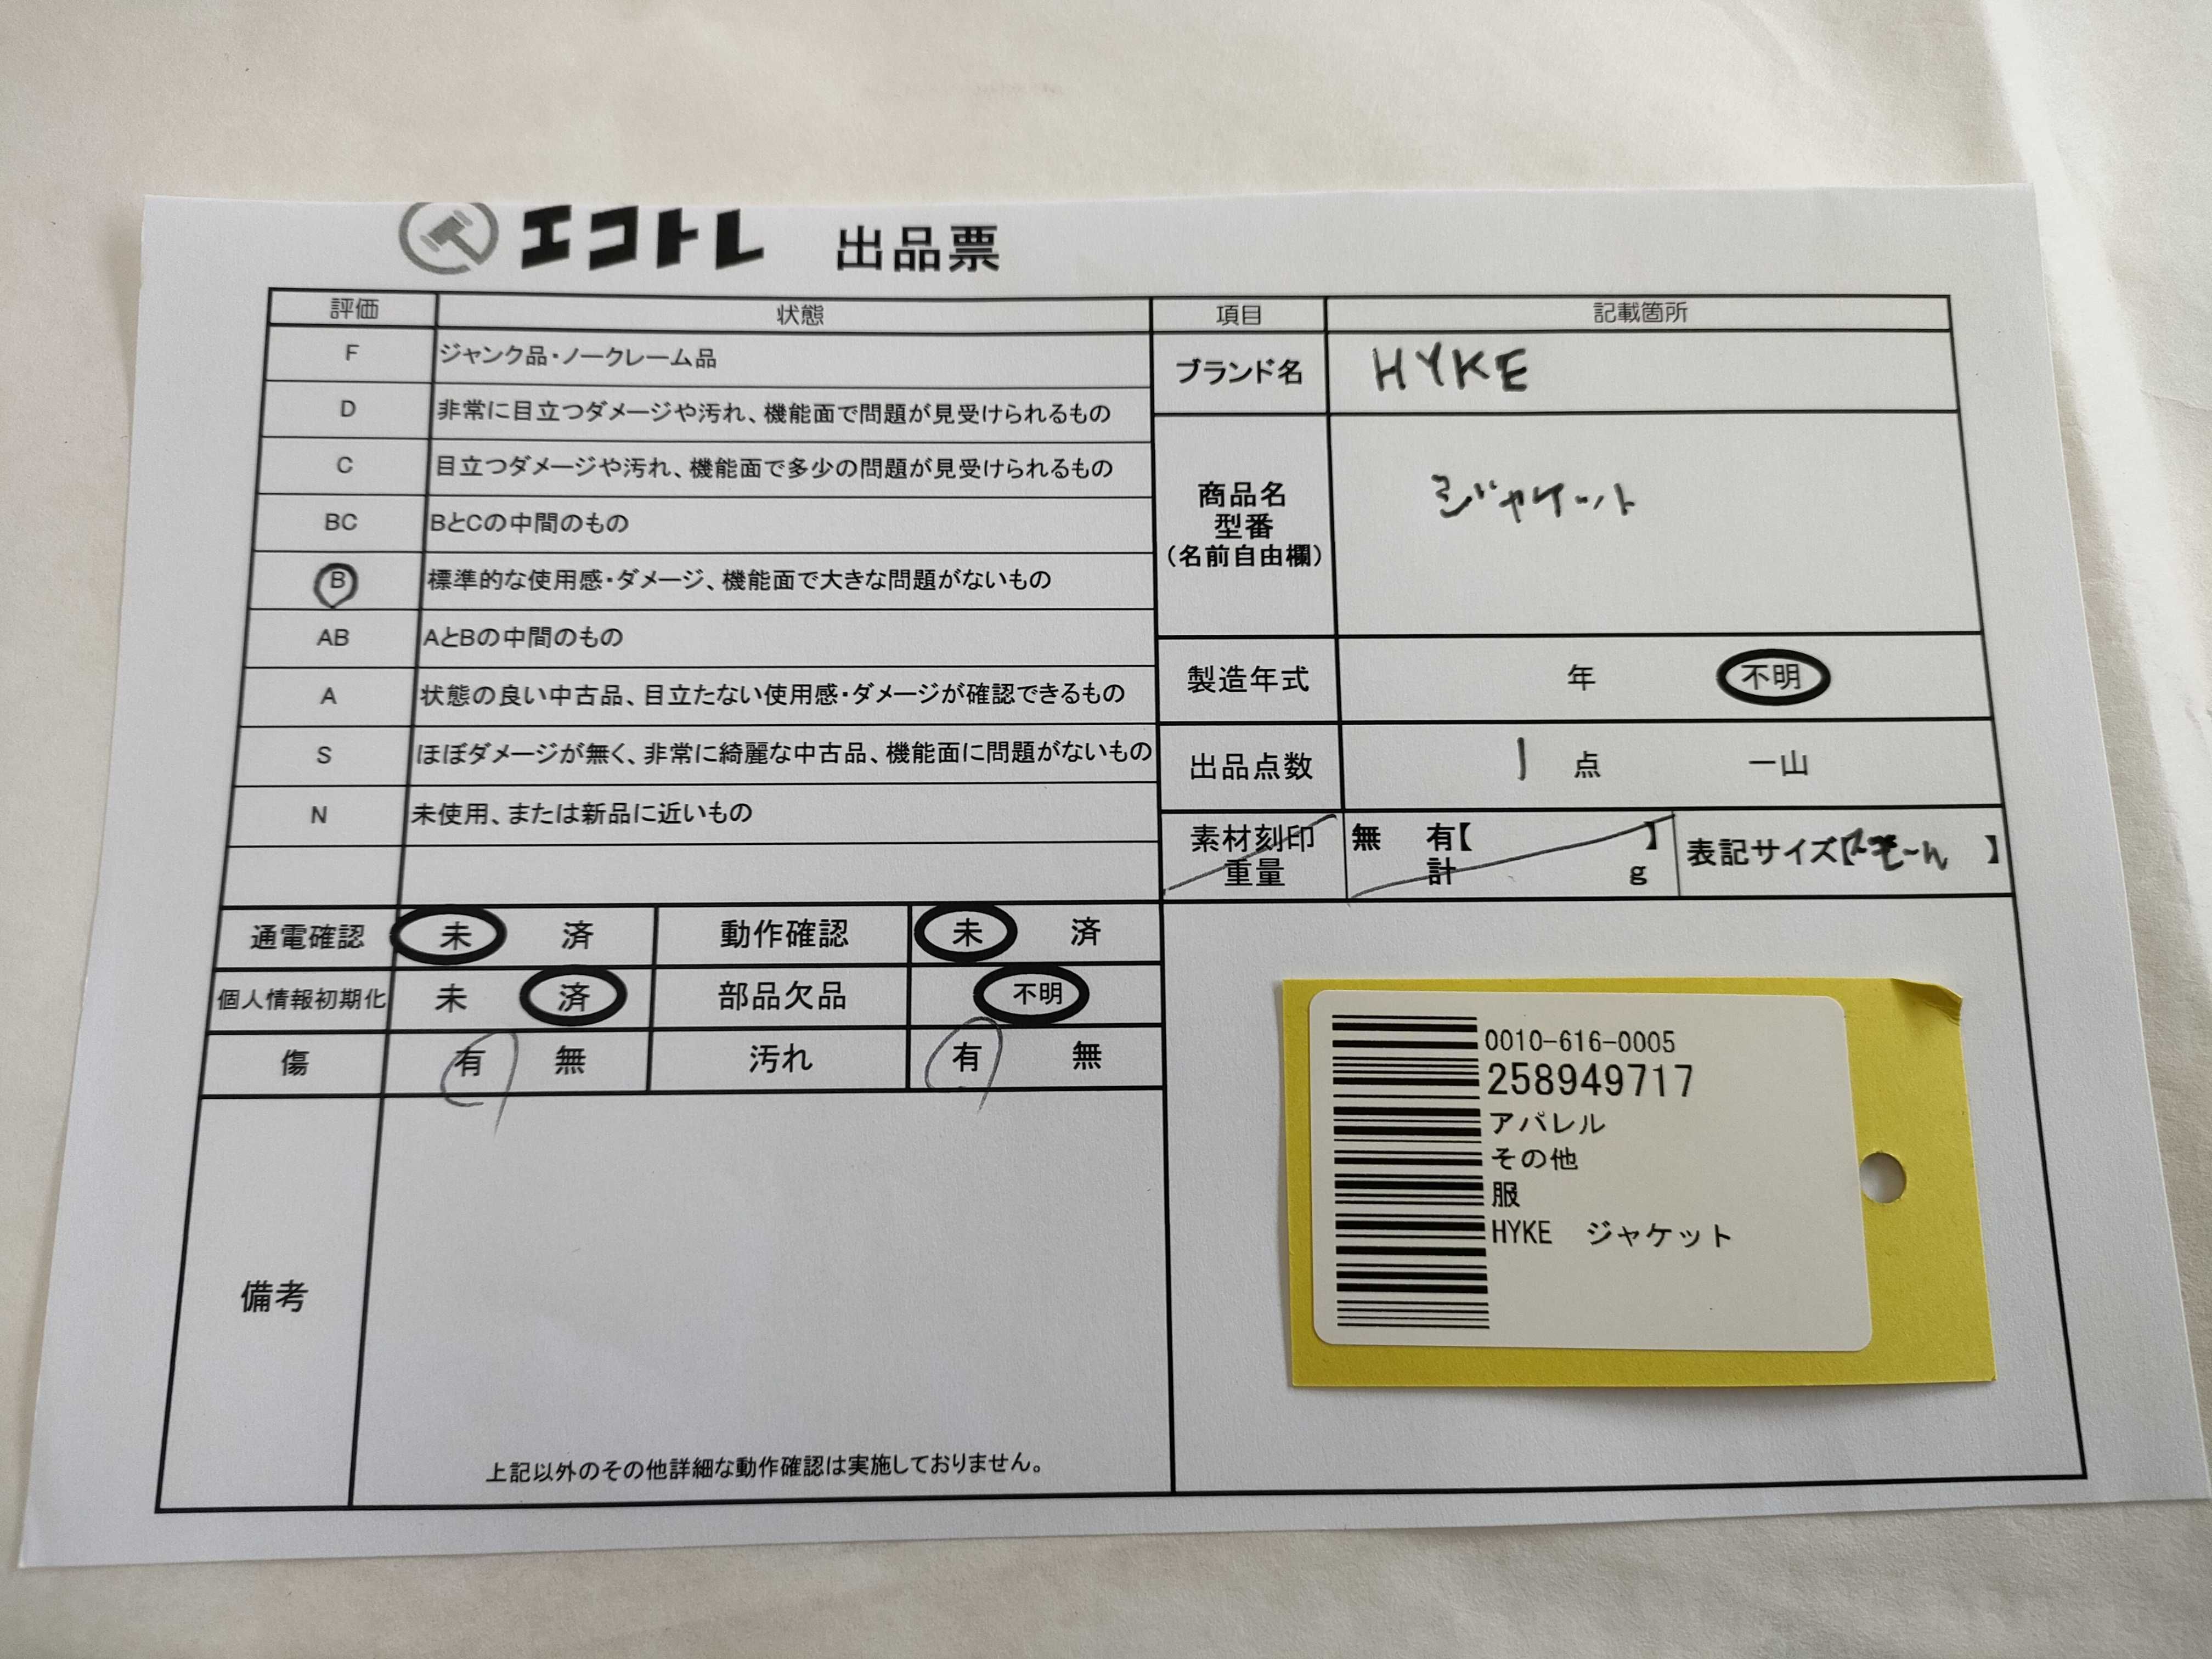 エコトレ 出品票
評価 状態
F ジャンク品・ノークレーム品
D 非常に目立つダメージや汚れ、機能面で問題が見受けられるもの
C 目立つダメージや汚れ、機能面で多少の問題が見受けられるもの
BC BとCの中間のもの
B 標準的な使用感・ダメージ、機能面で大きな問題がないもの
AB AとBの中間のもの
A 状態の良い中古品、目立たない使用感・ダメージが確認できるもの
S ほぼダメージが無く、非常に綺麗な中古品、機能面に問題がないもの
N 未使用、または新品に近いもの
通電確認 未 済 動作確認 未 済
個人情報初期化 未 済 部品欠品 不明
傷 有 無 汚れ 有 無
備考
上記以外のその他詳細な動作確認は実施しておりません。
項目 記載箇所
ブランド名 HYKE
商品名
型番
(名前自由欄)
ジャケット
製造年式 年 不明
出品点数 1 点 一山
素材刻印 無 有【 】
重量 計 g
表記サイズ【 】
0010-616-0005
258949717
アパレル
その他
服
HYKE ジャケット